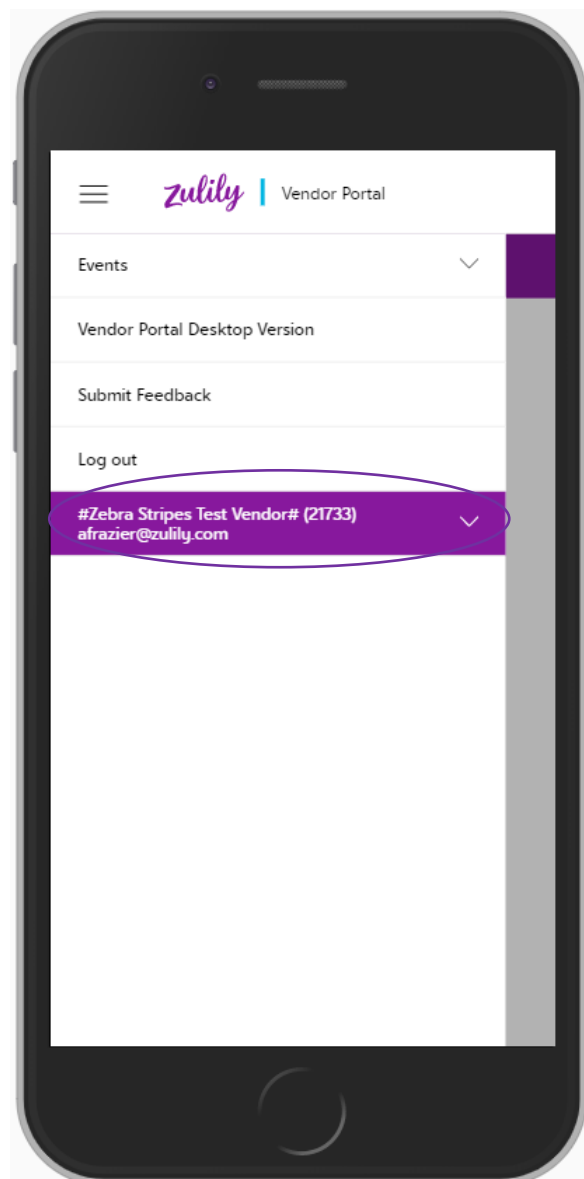 zulily | Vendor Portal
Events
Vendor Portal Desktop Version
Submit Feedback
Log out
#Zebra Stripes Test Vendor# (21733)
afrazier@zulily.com